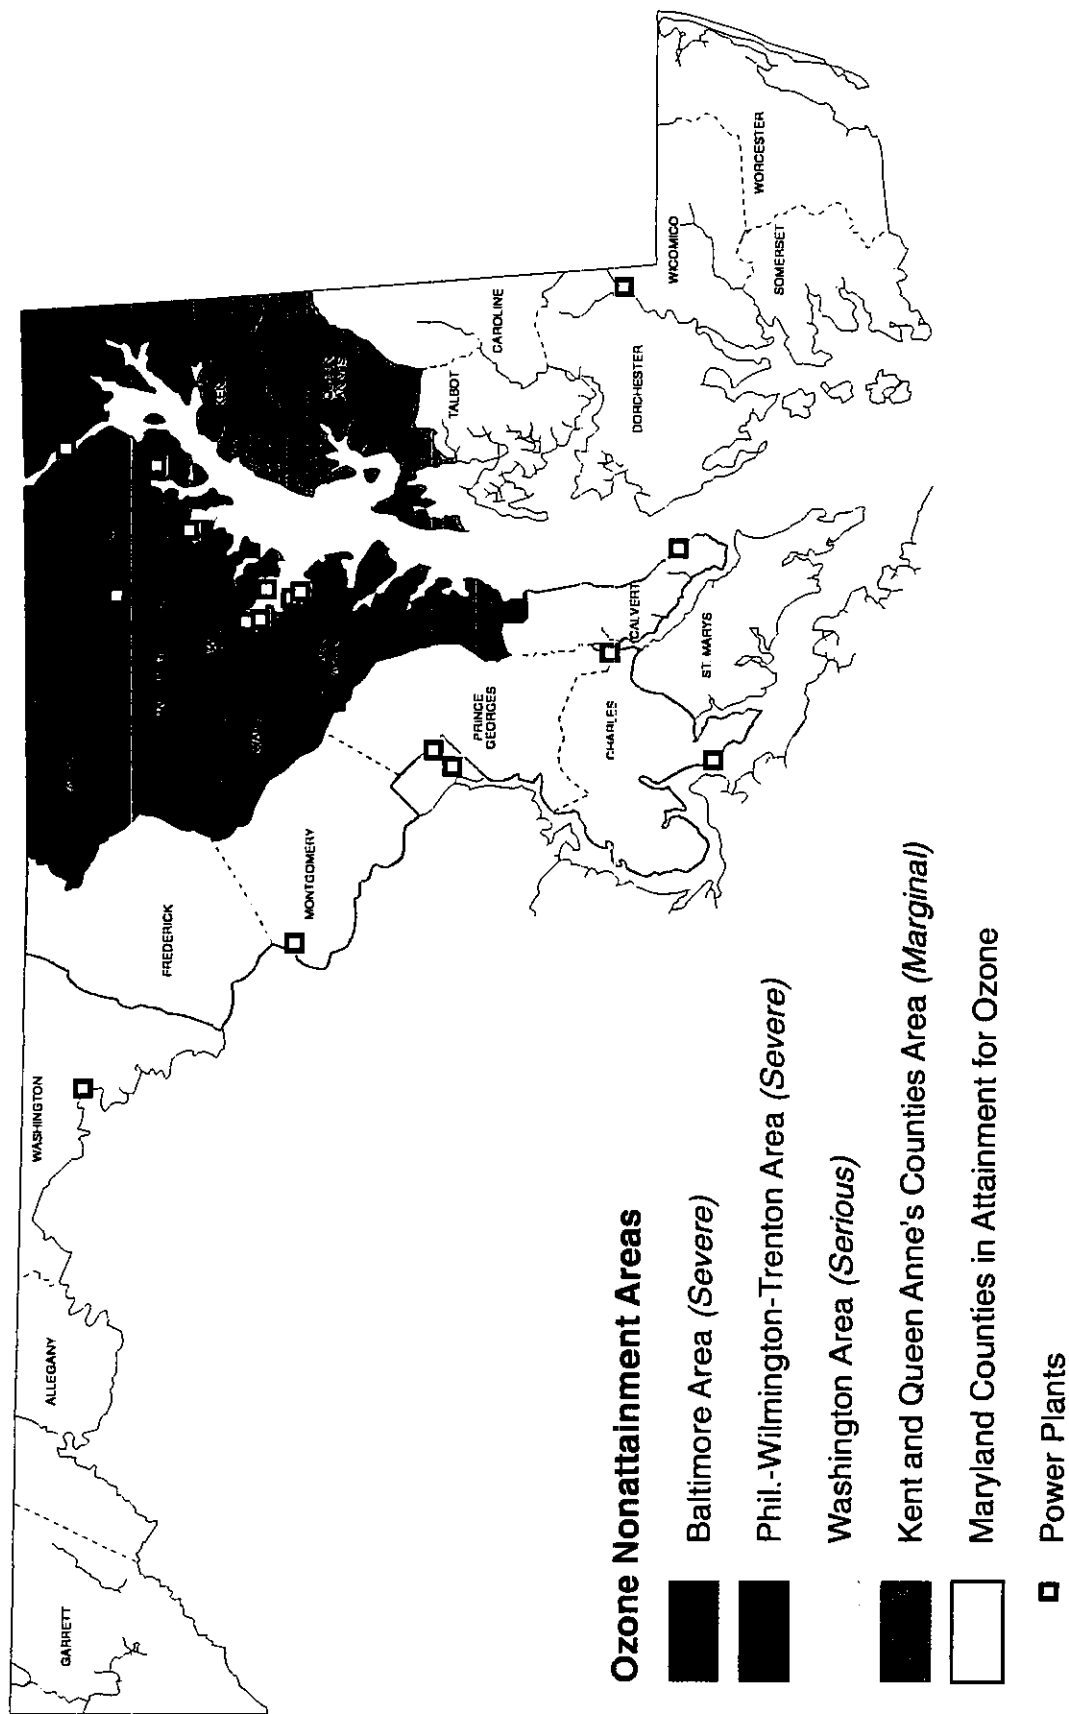 GARRETT
ALLEGANY
WASHINGTON
FREDERICK
MONTGOMERY
PRINCE
GEORGES
CHARLES
CALVERT
ST. MARYS
TALBOT
CAROLINE
DORCHESTER
WICOMICO
SOMERSET
WORCESTER
Ozone Nonattainment Areas
Baltimore Area (Severe)
Phil.-Wilmington-Trenton Area (Severe)
Washington Area (Serious)
Kent and Queen Anne's Counties Area (Marginal)
Maryland Counties in Attainment for Ozone
Power Plants